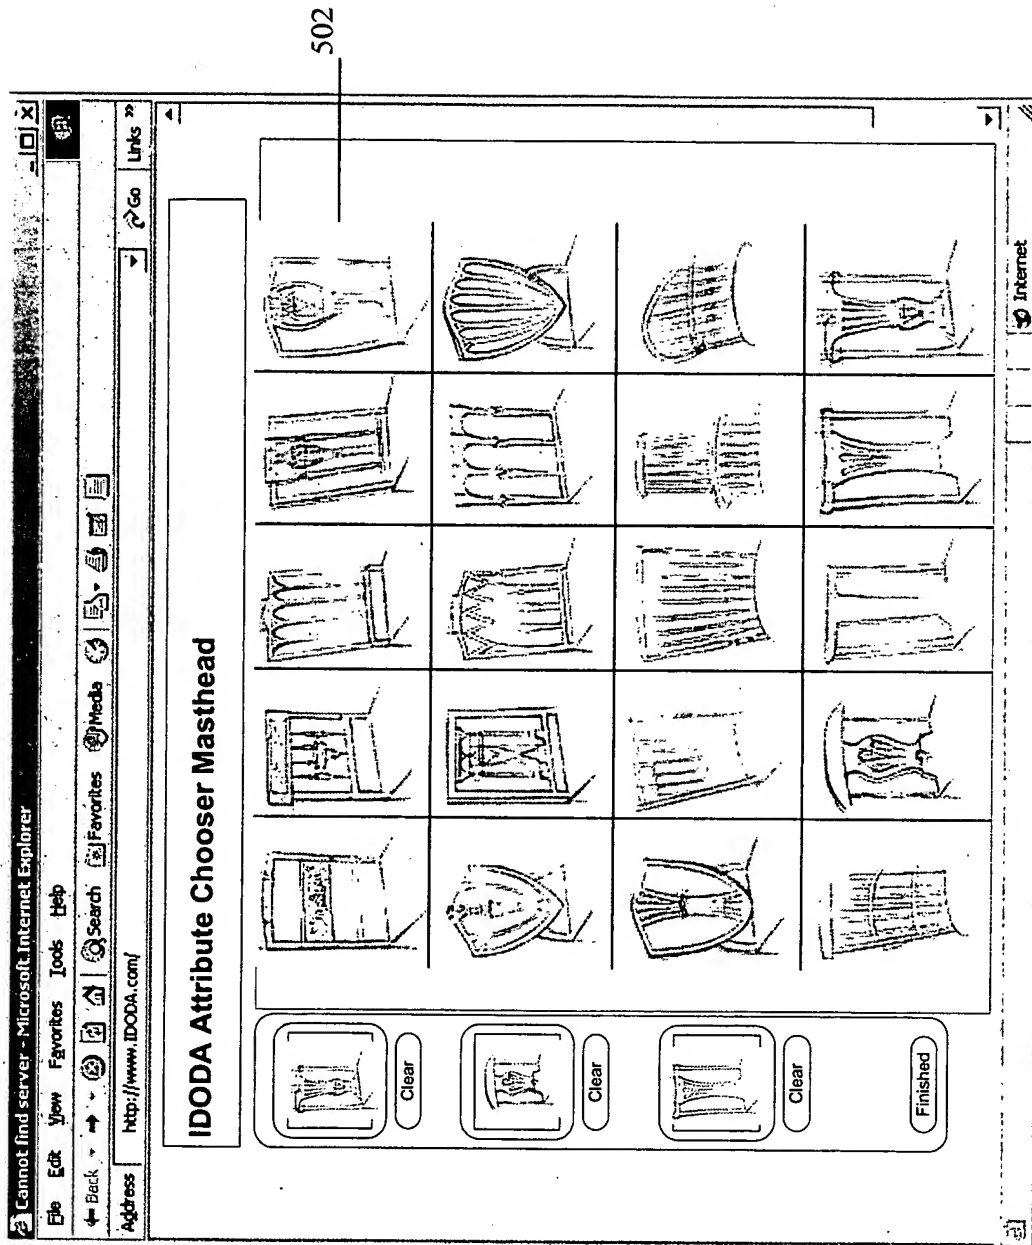 Cannot find server - Microsoft Internet Explorer
File Edit View Favorites Tools Help
Back Search Favorites Media
Address http://www.IDODA.com/ Go Links »
IDODA Attribute Chooser Masthead
502
Clear
Clear
Clear
Finished
Internet